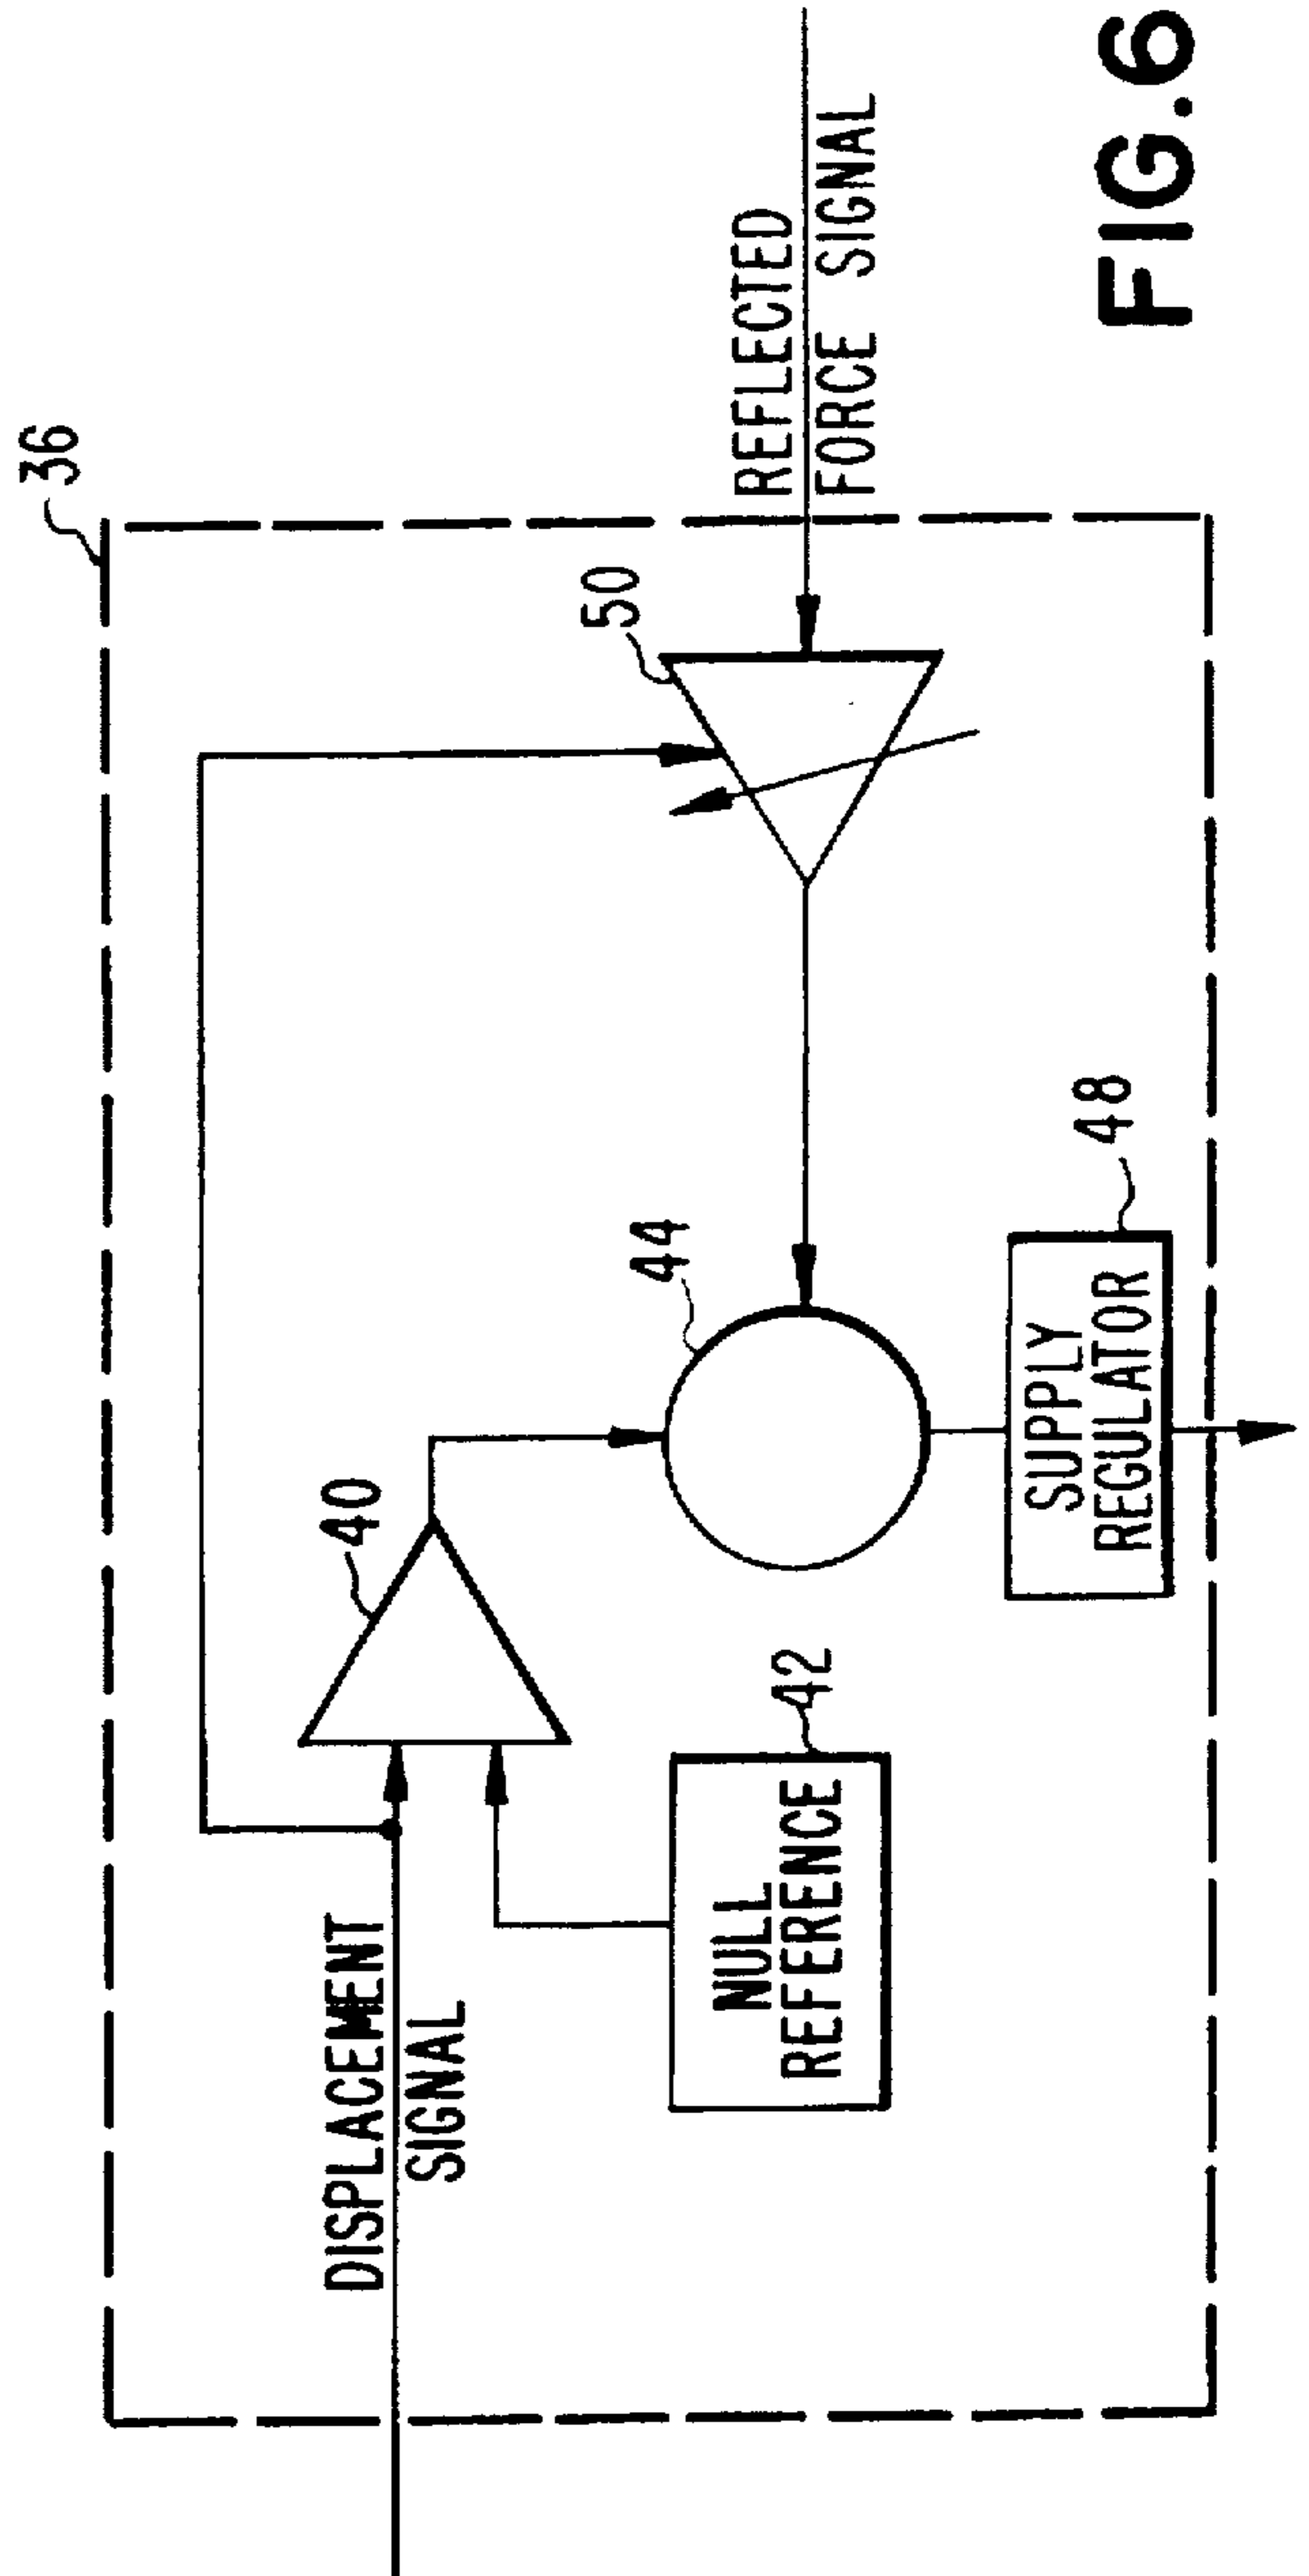 36
DISPLACEMENT
SIGNAL
40
50
REFLECTED
FORCE SIGNAL
44
NULL
REFERENCE
42
SUPPLY
REGULATOR
48
FIG.6